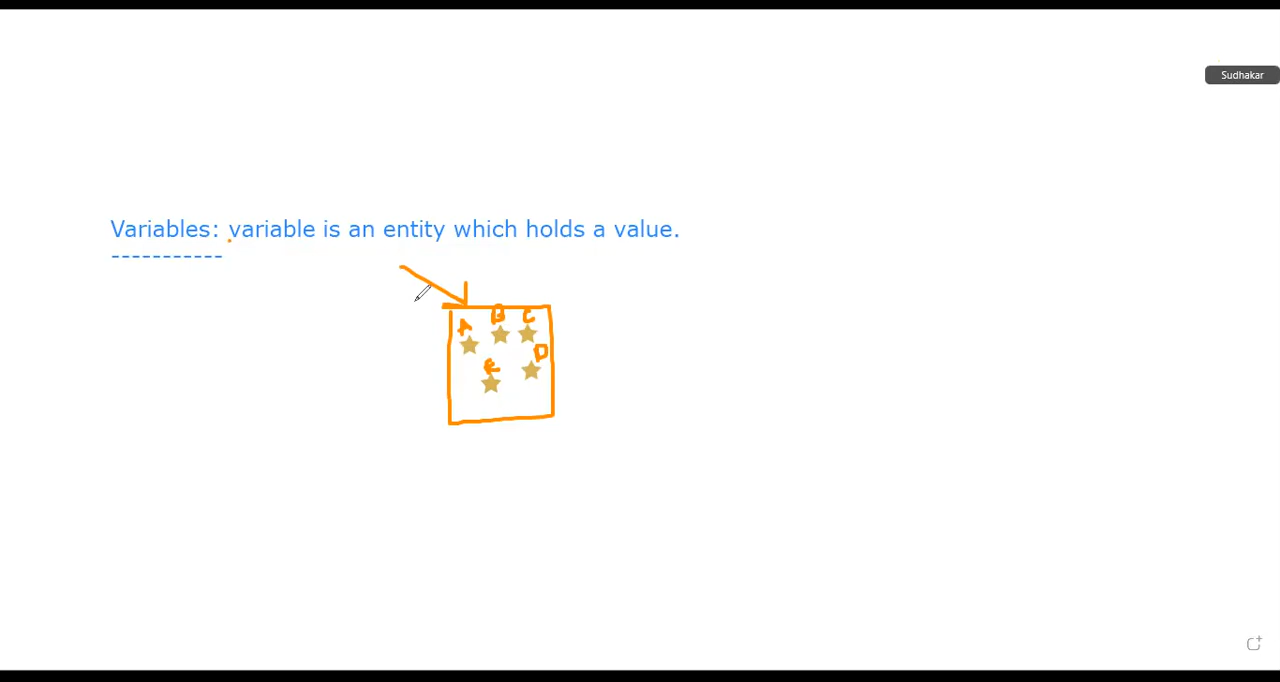 Sudhakar
Variables: variable is an entity which holds a value.
-----------
B C
A
D
E